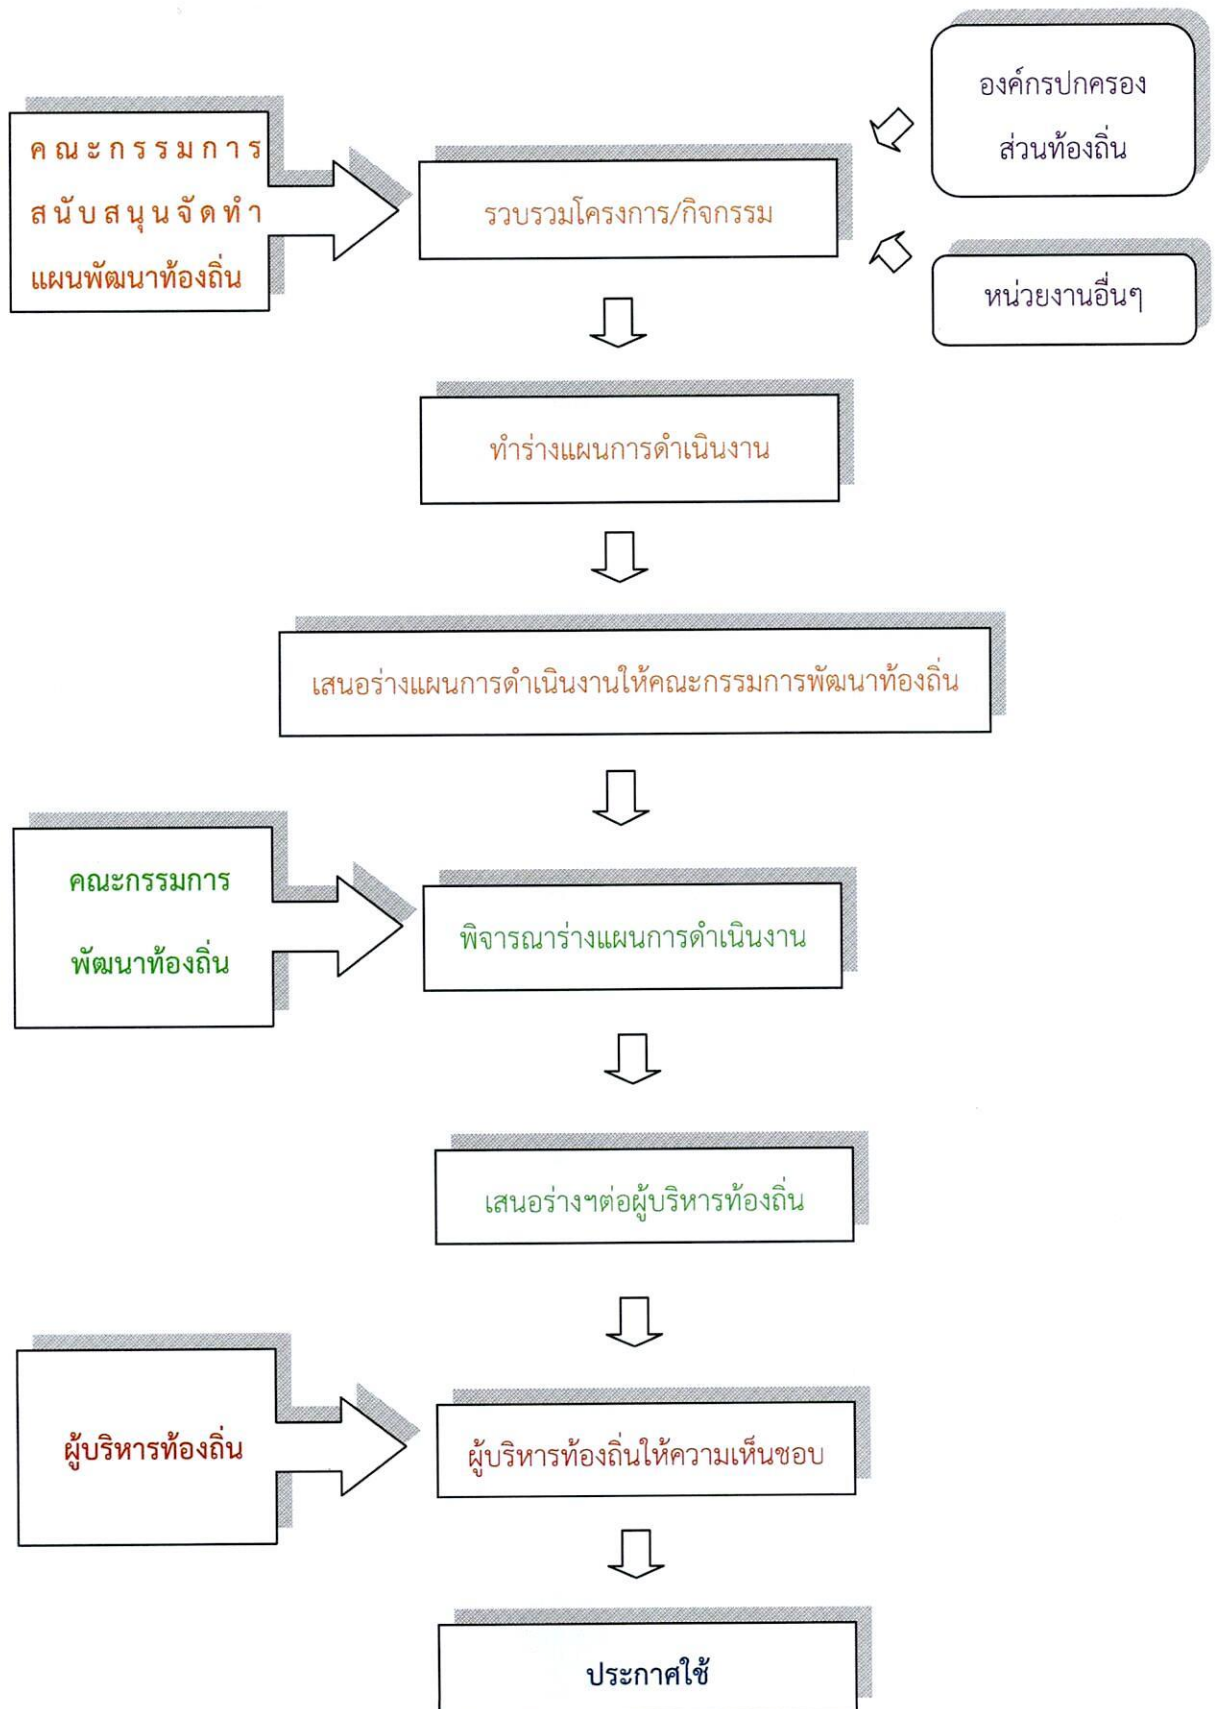 องค์กรปกครอง
ส่วนท้องถิ่น
คณะกรรมการ
สนับสนุนจัดทำ
แผนพัฒนาท้องถิ่น
รวบรวมโครงการ/กิจกรรม
หน่วยงานอื่นๆ
ทำร่างแผนการดำเนินงาน
เสนอร่างแผนการดำเนินงานให้คณะกรรมการพัฒนาท้องถิ่น
คณะกรรมการ
พัฒนาท้องถิ่น
พิจารณาร่างแผนการดำเนินงาน
เสนอร่างฯต่อผู้บริหารท้องถิ่น
ผู้บริหารท้องถิ่น
ผู้บริหารท้องถิ่นให้ความเห็นชอบ
ประกาศใช้